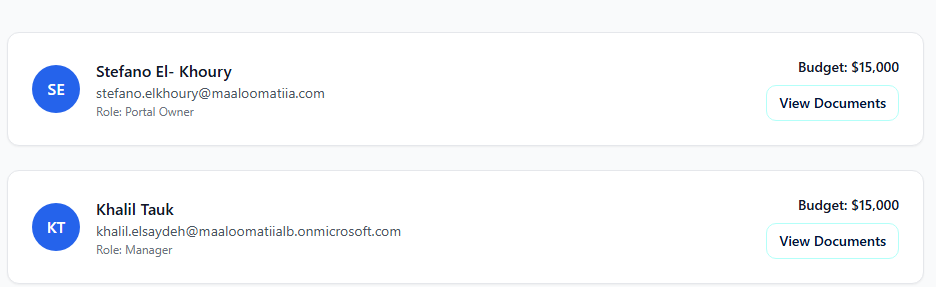 SE
Stefano El- Khoury
stefano.elkhoury@maaloomatiia.com
Role: Portal Owner
Budget: $15,000
View Documents
KT
Khalil Tauk
khalil.elsaydeh@maaloomatiialb.onmicrosoft.com
Role: Manager
Budget: $15,000
View Documents